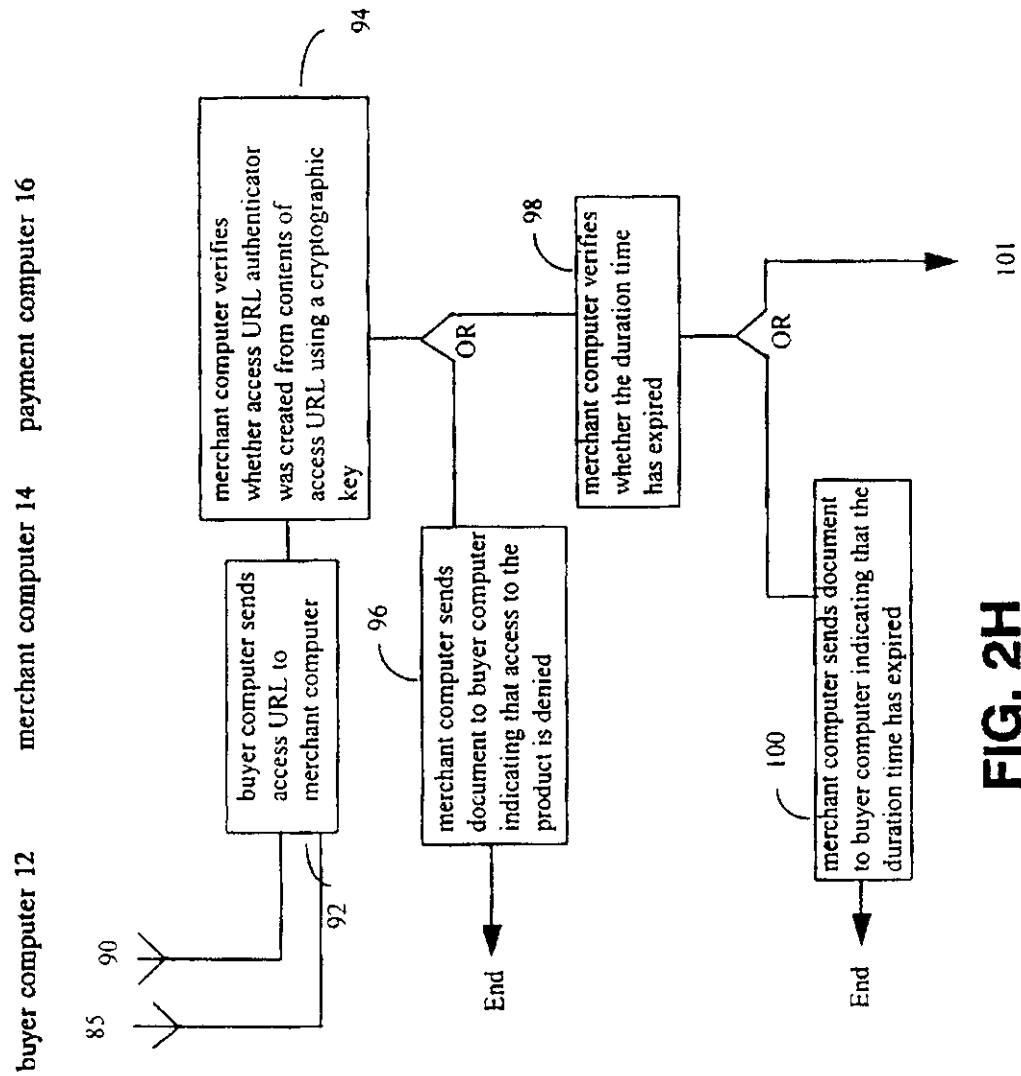 buyer computer 12
merchant computer 14
payment computer 16
85
90
92
buyer computer sends
access URL to
merchant computer
94
merchant computer verifies
whether access URL authenticator
was created from contents of
access URL using a cryptographic
key
OR
96
merchant computer sends
document to buyer computer
indicating that access to the
product is denied
End
98
merchant computer verifies
whether the duration time
has expired
OR
100
merchant computer sends document
to buyer computer indicating that the
duration time has expired
End
101
FIG. 2H